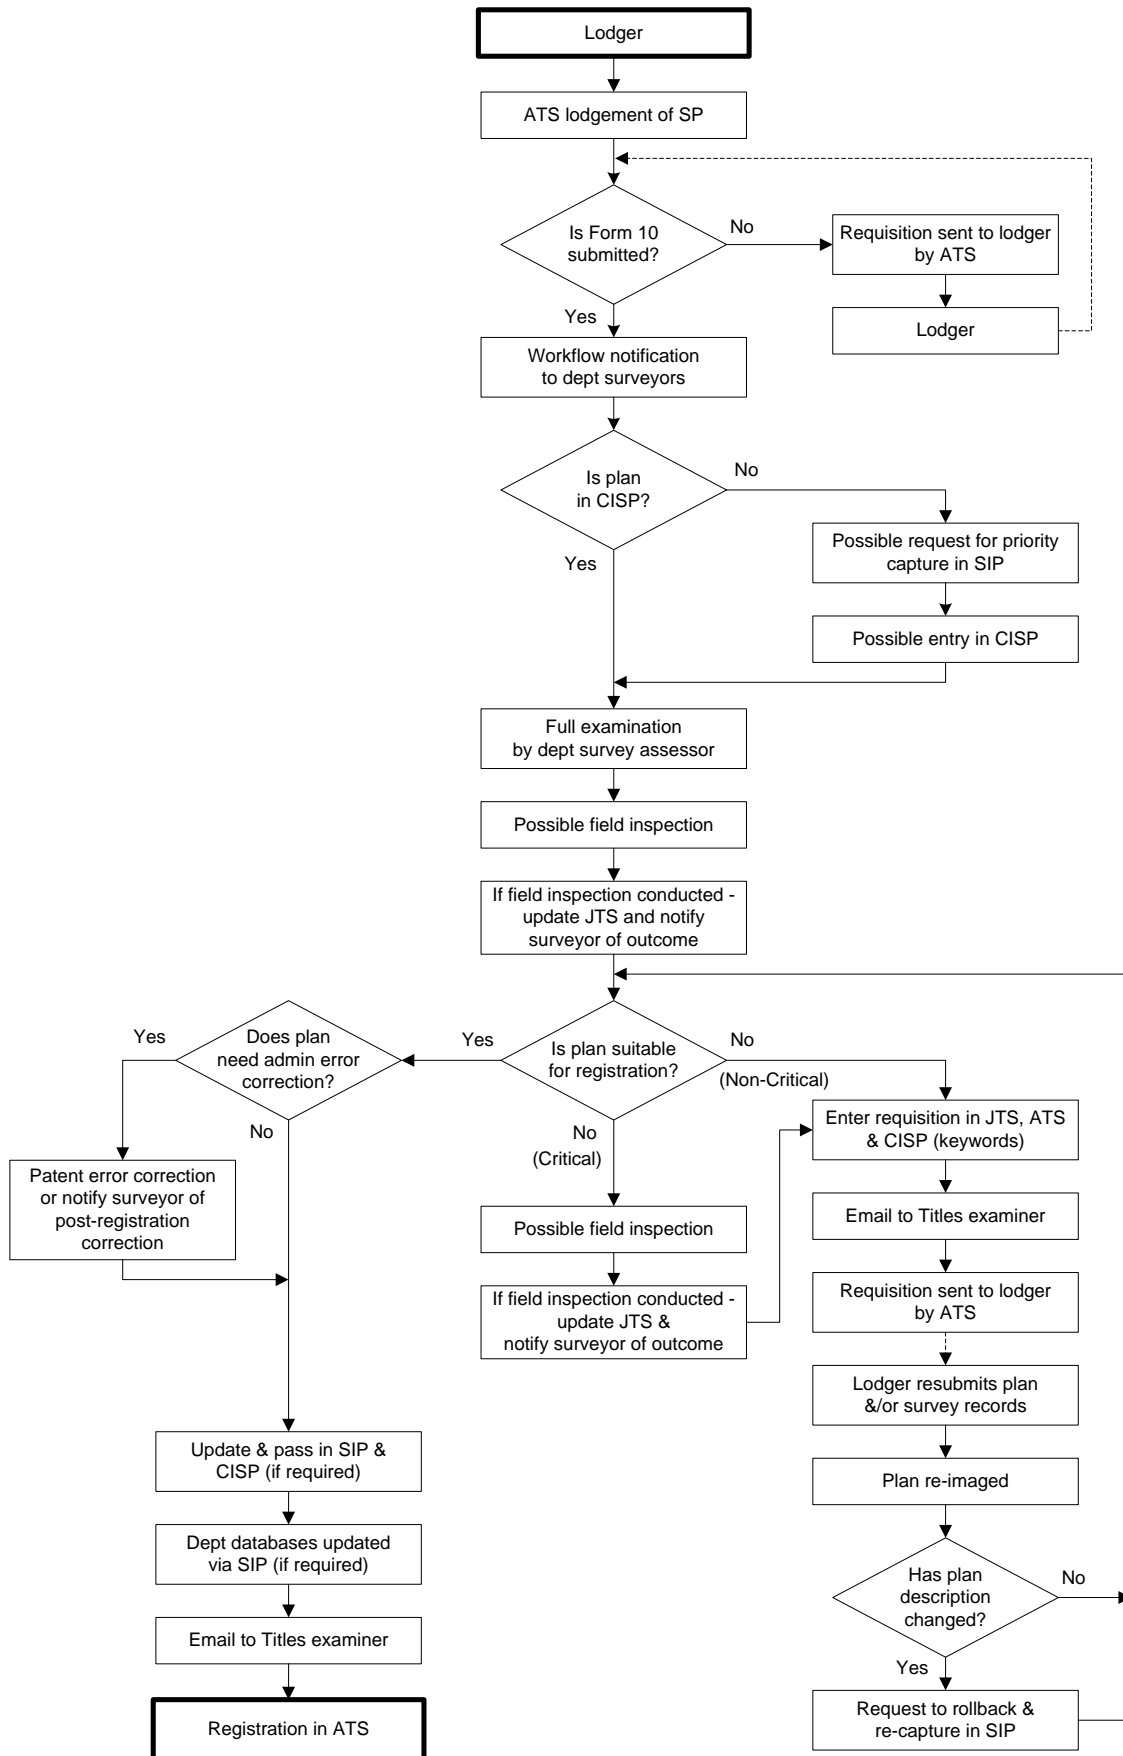 Lodger
ATS lodgement of SP
Is Form 10
submitted?
No
Requisition sent to lodger
by ATS
Lodger
Yes
Workflow notification
to dept surveyors
Is plan
in CISP?
No
Possible request for priority
capture in SIP
Possible entry in CISP
Yes
Full examination
by dept survey assessor
Possible field inspection
If field inspection conducted -
update JTS and notify
surveyor of outcome
Is plan suitable
for registration?
Yes
Does plan
need admin error
correction?
Yes
No
Patent error correction
or notify surveyor of
post-registration
correction
No
(Critical)
Possible field inspection
If field inspection conducted -
update JTS &
notify surveyor of outcome
No
(Non-Critical)
Enter requisition in JTS, ATS
& CISP (keywords)
Email to Titles examiner
Requisition sent to lodger
by ATS
Lodger resubmits plan
&/or survey records
Plan re-imaged
Has plan
description
changed?
No
Yes
Request to rollback &
re-capture in SIP
Update & pass in SIP &
CISP (if required)
Dept databases updated
via SIP (if required)
Email to Titles examiner
Registration in ATS